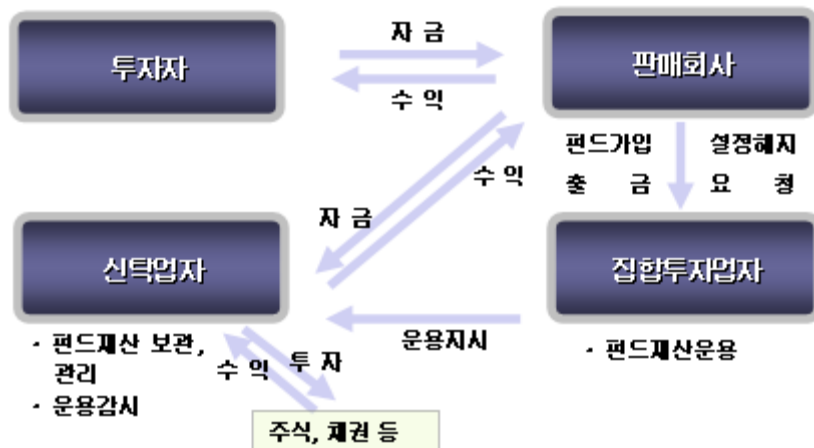 투자자
자 금
판매회사
수 익
펀드가입 설정해지
출 금 요 청
수 익
자 금
신탁업자
집합투자업자
운용지시
· 펀드재산 보관,
관리
· 운용감시
수 익
투 자
· 펀드재산운용
주식, 채권 등